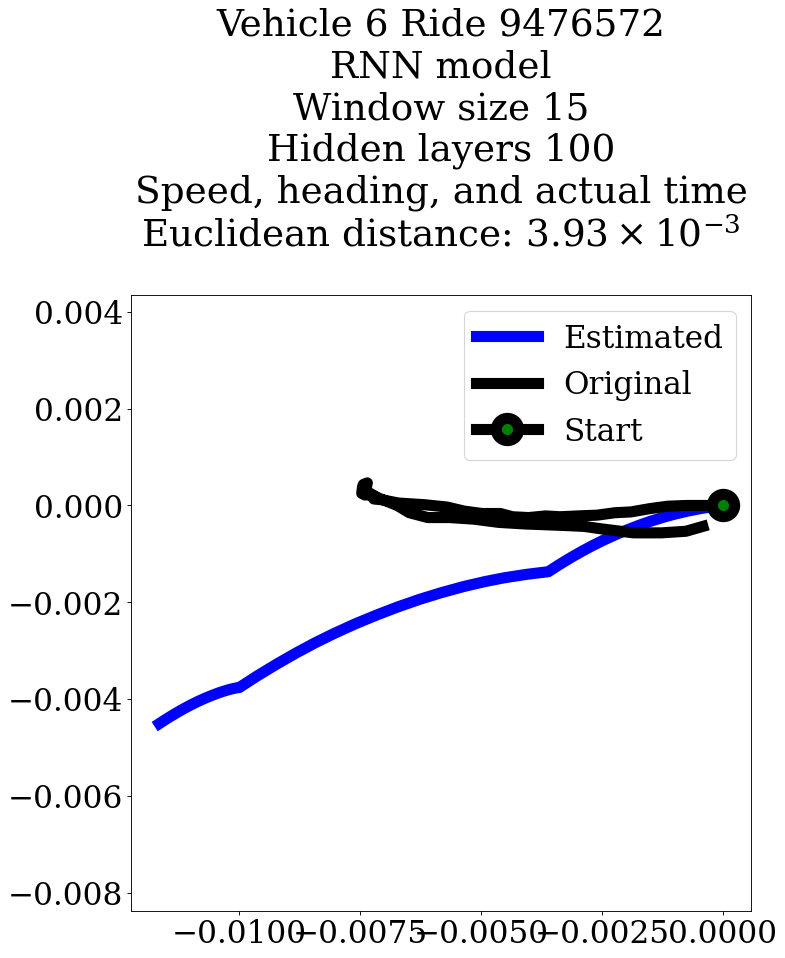 Vehicle 6 Ride 9476572
RNN model
Window size 15
Hidden layers 100
Speed, heading, and actual time
Euclidean distance: 3.93 × 10⁻³
Estimated
Original
Start
0.004
0.002
0.000
−0.002
−0.004
−0.006
−0.008
−0.0100 −0.0075 −0.0050 −0.0025 0.0000